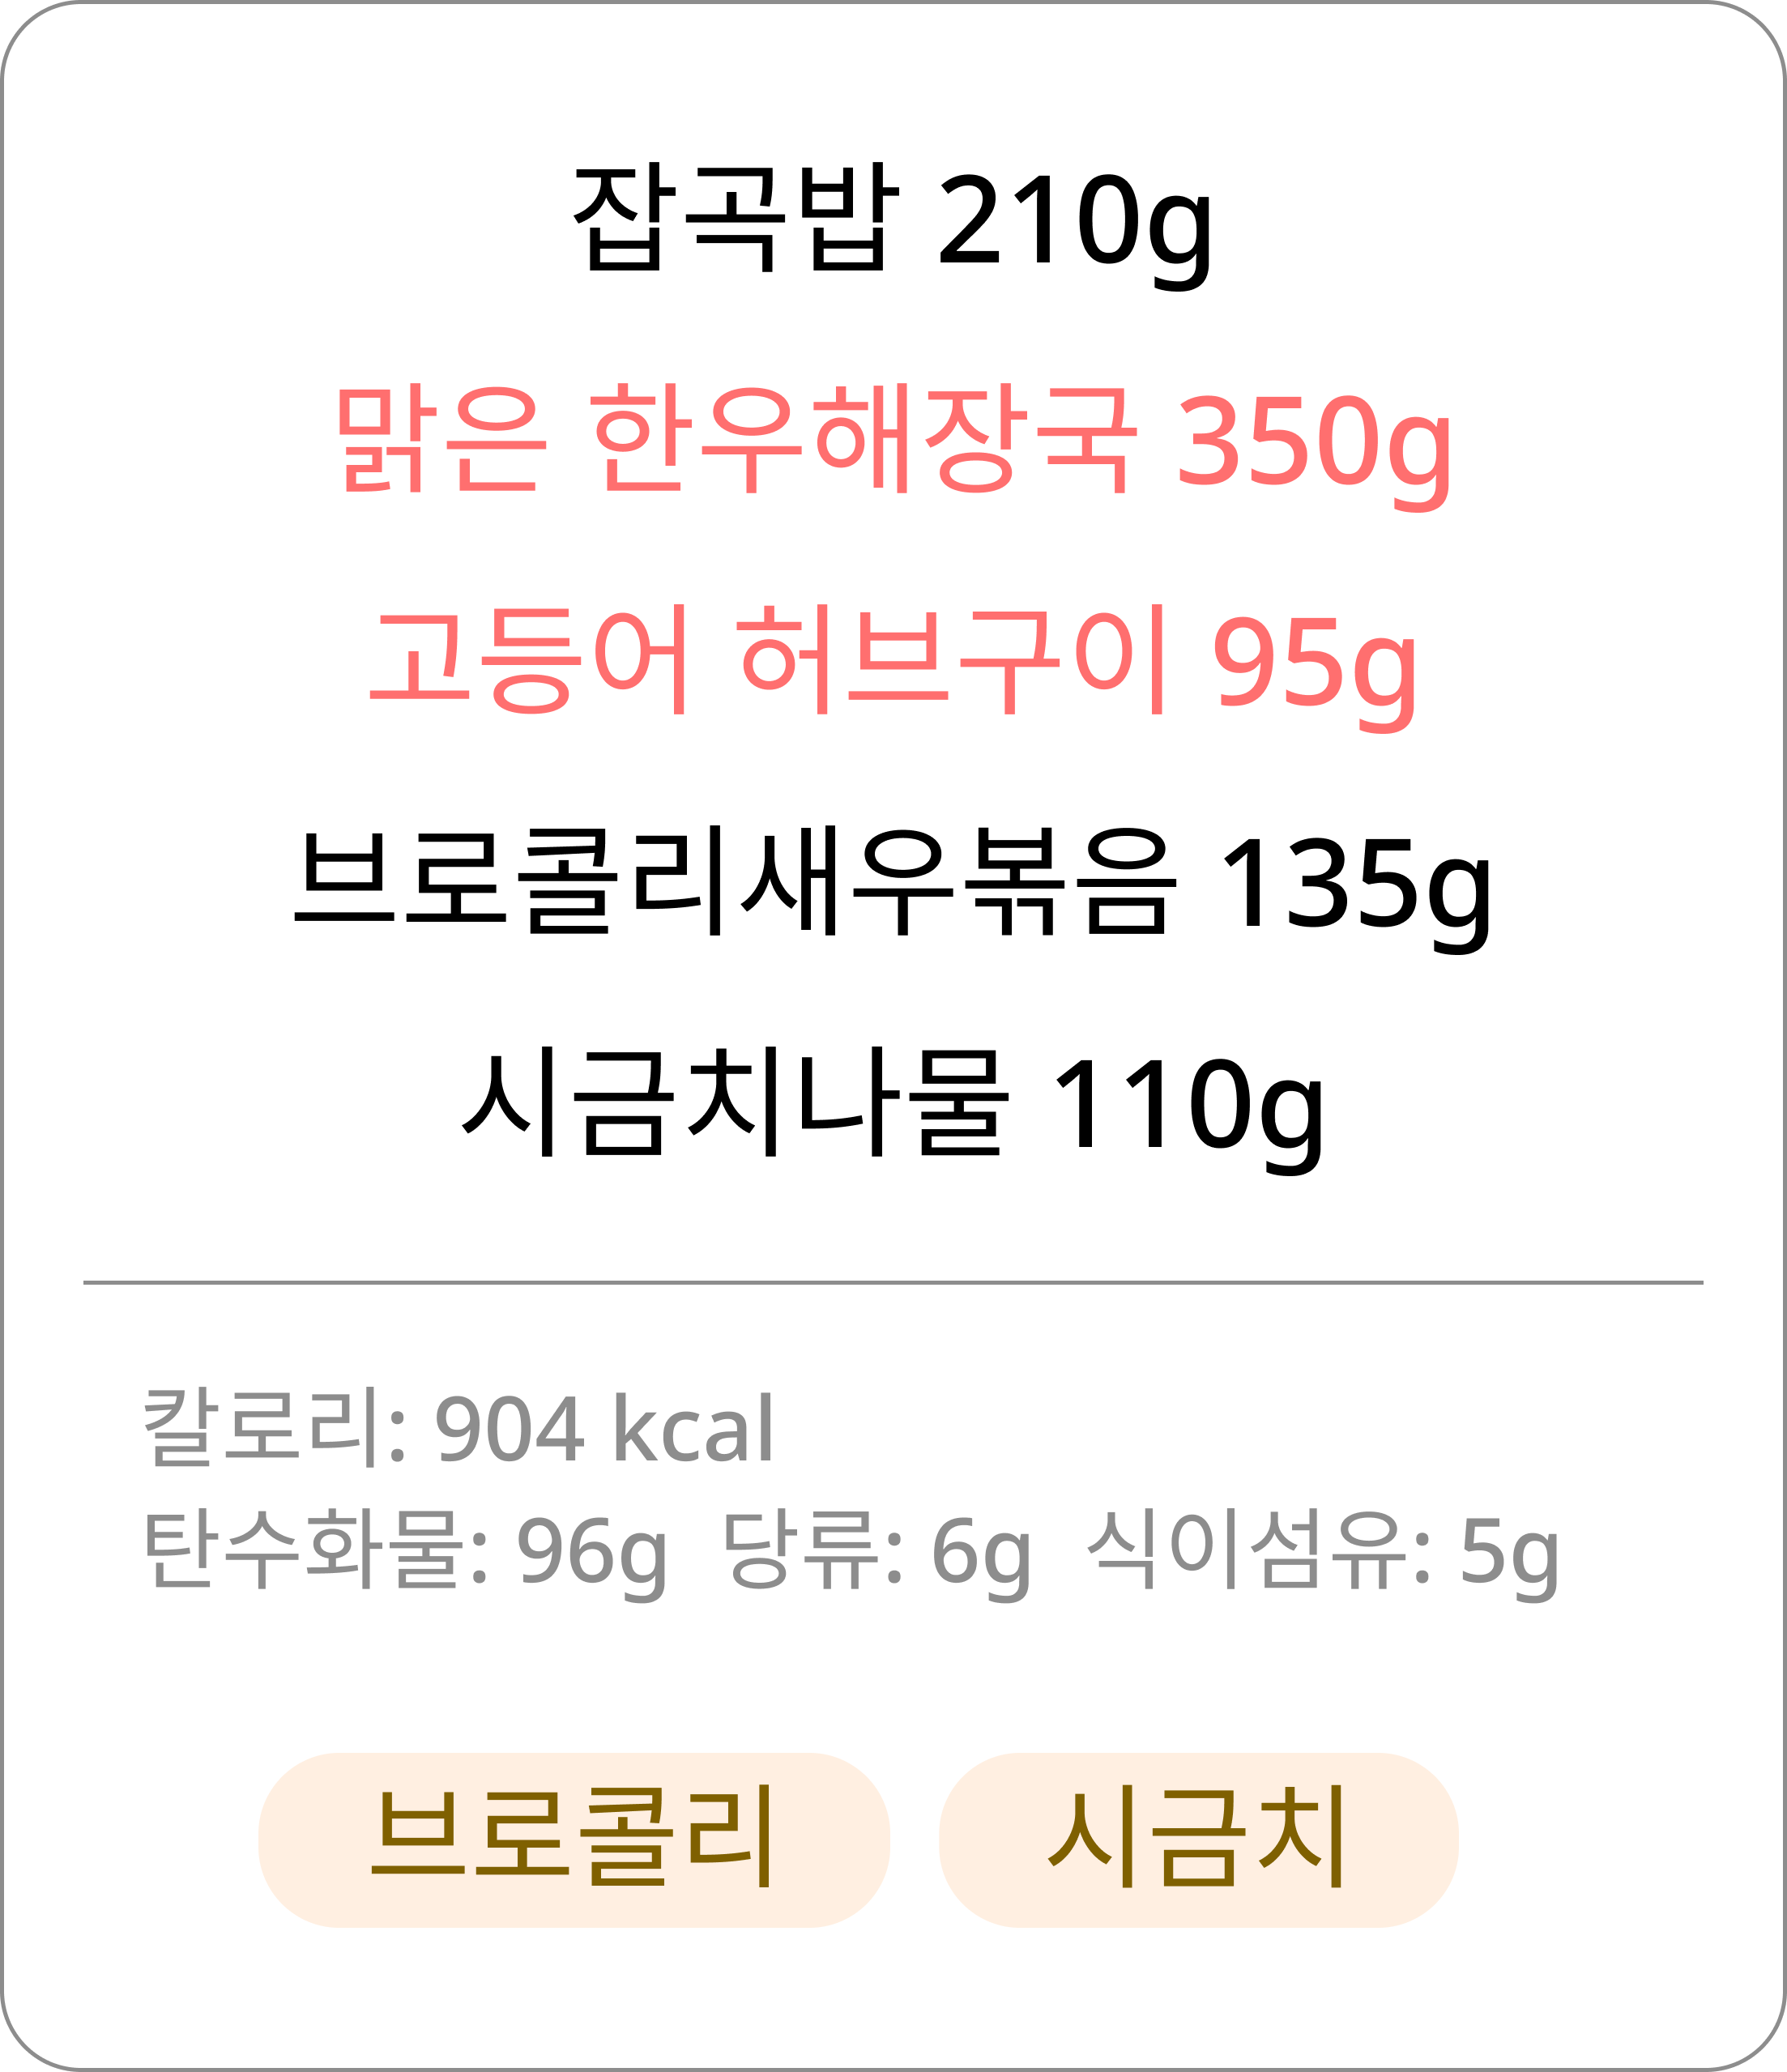 잡곡밥 210g
맑은 한우해장국 350g
고등어 허브구이 95g
브로콜리새우볶음 135g
시금치나물 110g
칼로리: 904 kcal
탄수화물: 96g 당류: 6g 식이섬유: 5g
브로콜리 시금치